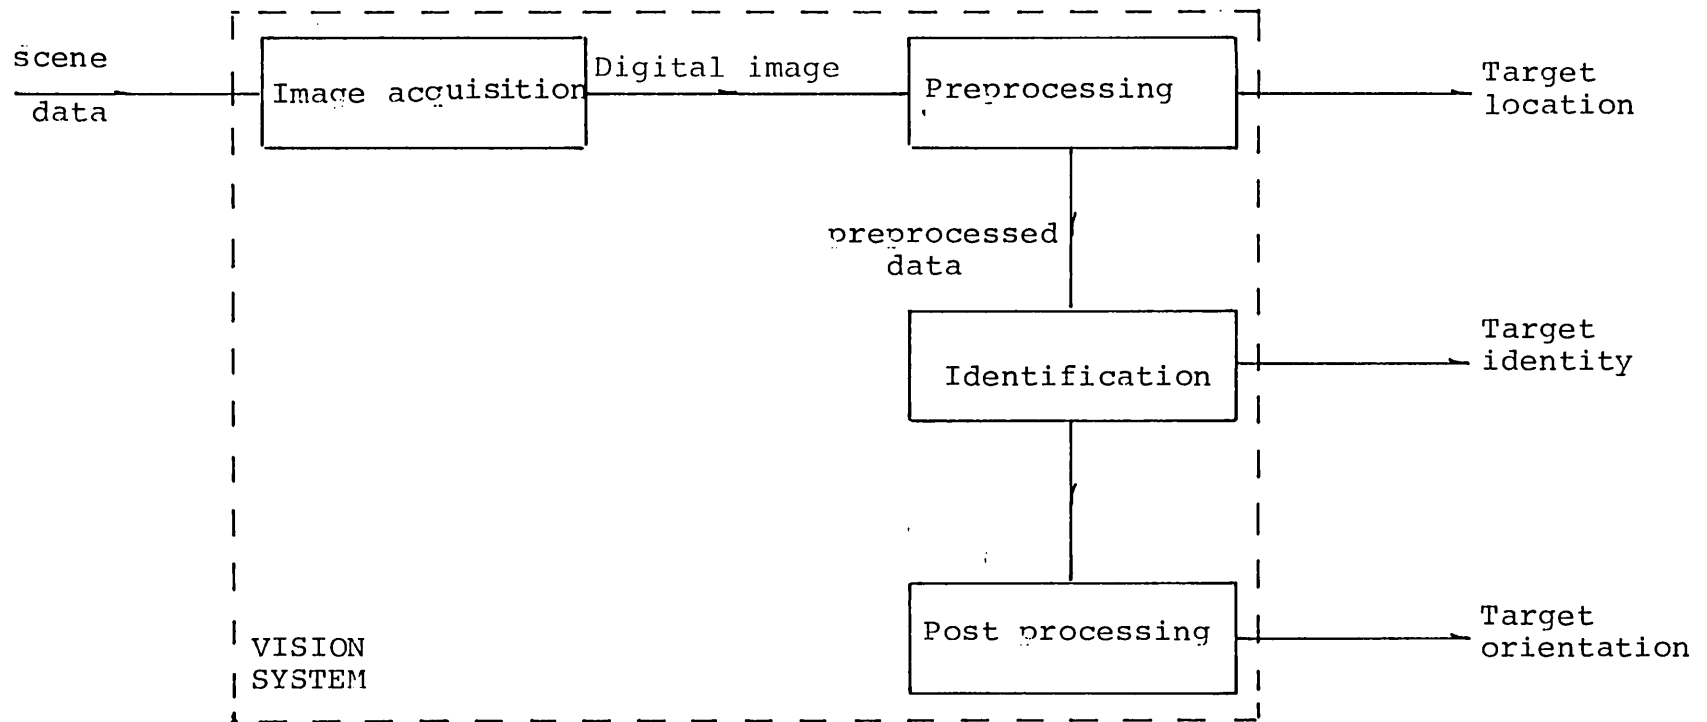 scene
data
Image acquisition
Digital image
Preprocessing
Target
location
preprocessed
data
Identification
Target
identity
Post processing
Target
orientation
VISION
SYSTEM